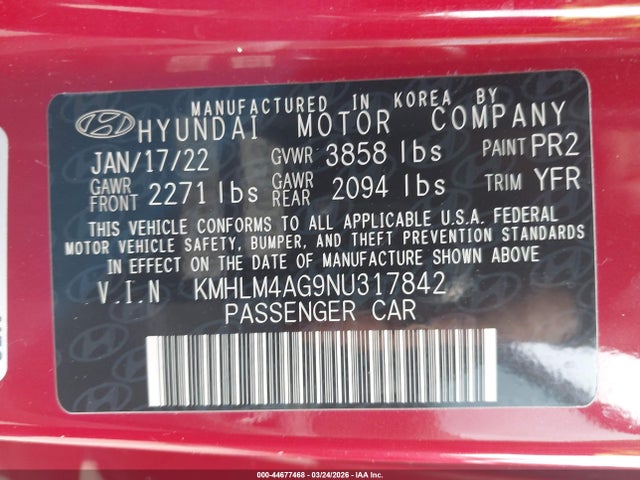 MANUFACTURED IN KOREA BY
HYUNDAI MOTOR COMPANY
JAN/17/22 GVWR 3858 lbs PAINT PR2
GAWR FRONT 2271 lbs GAWR REAR 2094 lbs TRIM YFR
THIS VEHICLE CONFORMS TO ALL APPLICABLE U.S.A. FEDERAL
MOTOR VEHICLE SAFETY, BUMPER, AND THEFT PREVENTION STANDARDS
IN EFFECT ON THE DATE OF MANUFACTURE SHOWN ABOVE
V.I.N KMHLM4AG9NU317842
PASSENGER CAR
000-44677468 - 03/24/2026 - IAA Inc.